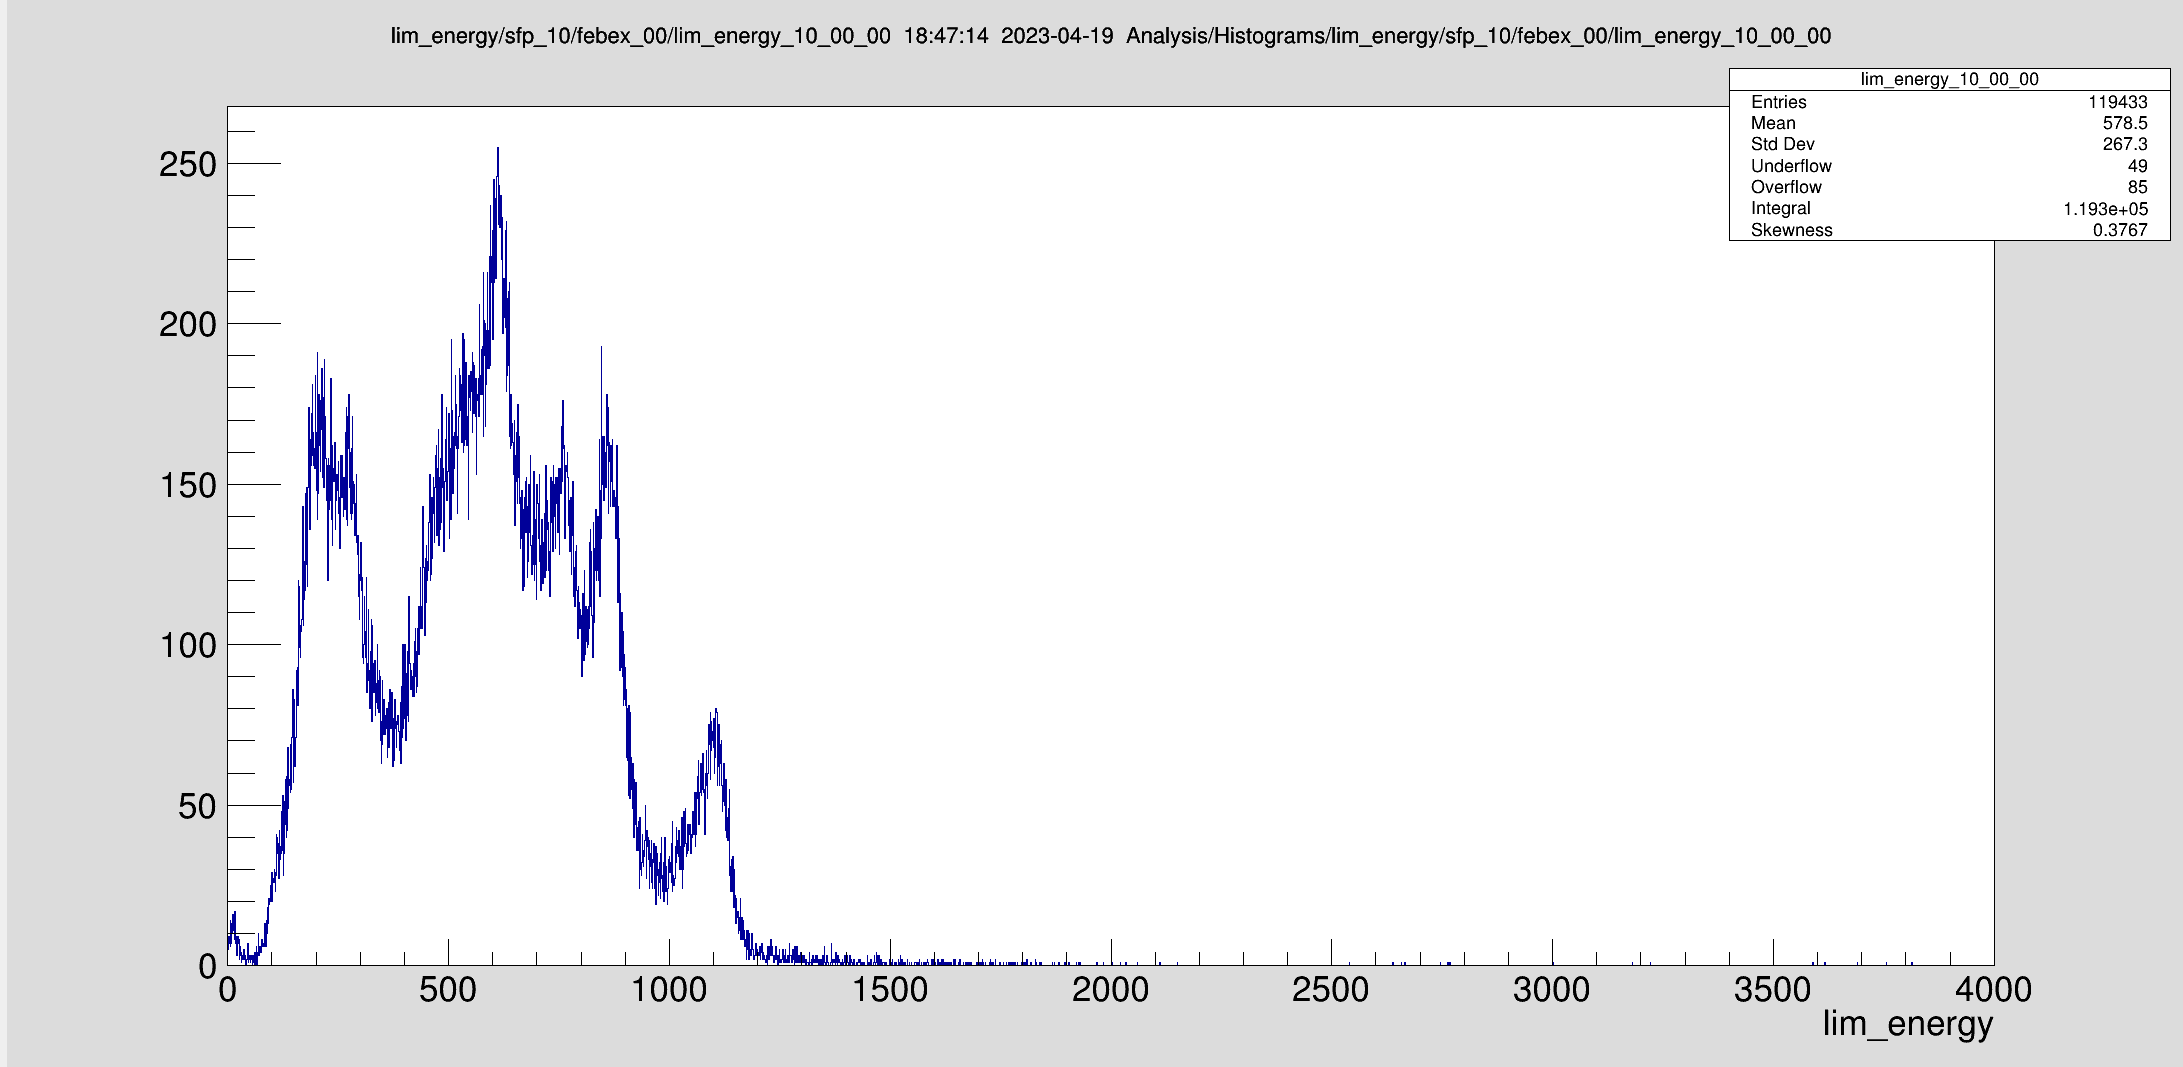 lim_energy/sfp_10/febex_00/lim_energy_10_00_00 18:47:14 2023-04-19 Analysis/Histograms/lim_energy/sfp_10/febex_00/lim_energy_10_00_00
lim_energy_10_00_00
Entries 119433
Mean 578.5
Std Dev 267.3
Underflow 49
Overflow 85
Integral 1.193e+05
Skewness 0.3767
250
200
150
100
50
0
0 500 1000 1500 2000 2500 3000 3500 4000
lim_energy